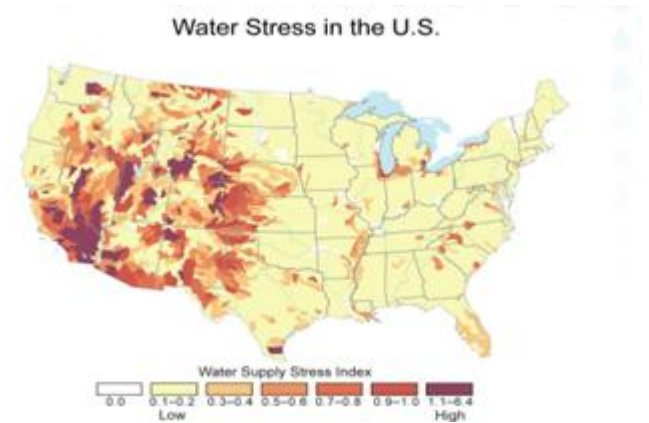 Water Stress in the U.S.
Water Supply Stress Index
0.0 0.1–0.2 0.3–0.4 0.5–0.6 0.7–0.8 0.9–1.0 1.1–6.4
Low High